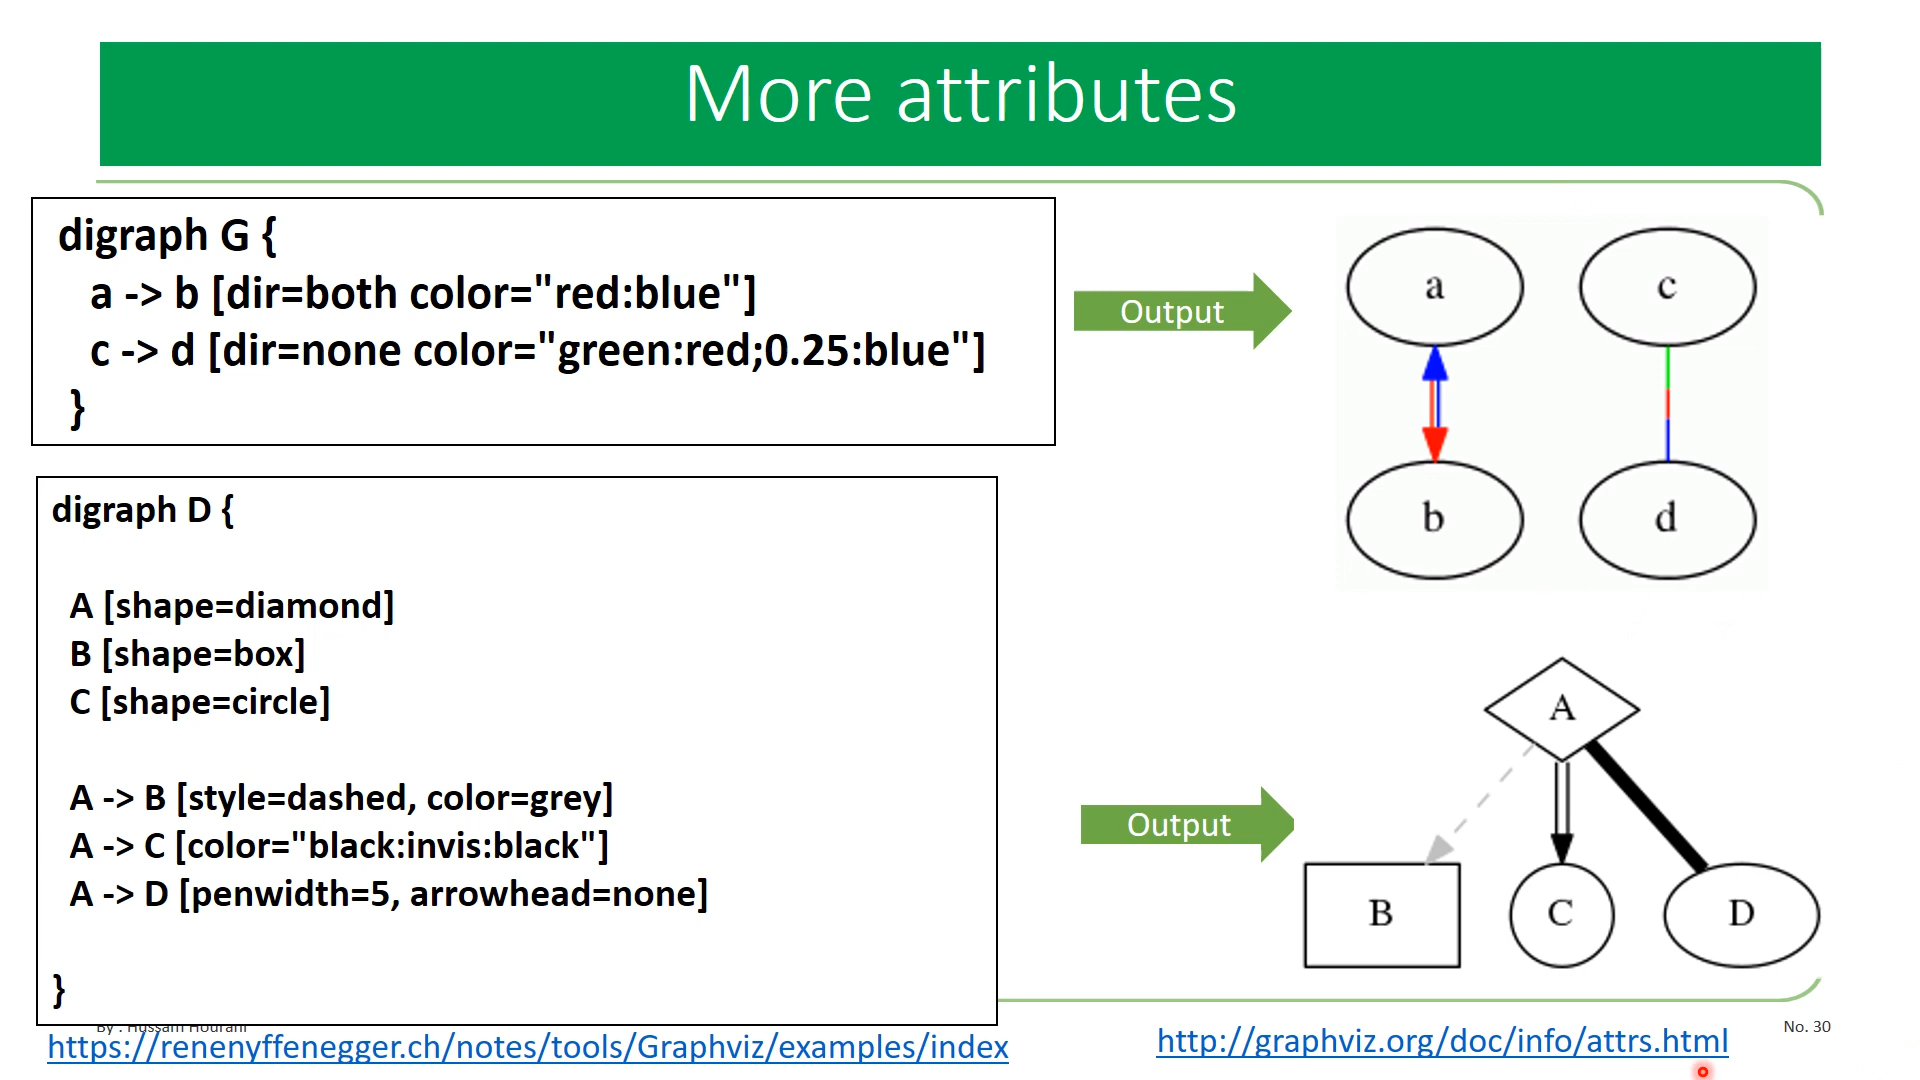 More attributes
digraph G {
a -> b [dir=both color="red:blue"]
c -> d [dir=none color="green:red;0.25:blue"]
}
Output
a
c
b
d
digraph D {
A [shape=diamond]
B [shape=box]
C [shape=circle]
A -> B [style=dashed, color=grey]
A -> C [color="black:invis:black"]
A -> D [penwidth=5, arrowhead=none]
}
Output
A
B
C
D
By : Hussam Hourani
No. 30
https://renenyffenegger.ch/notes/tools/Graphviz/examples/index
http://graphviz.org/doc/info/attrs.html